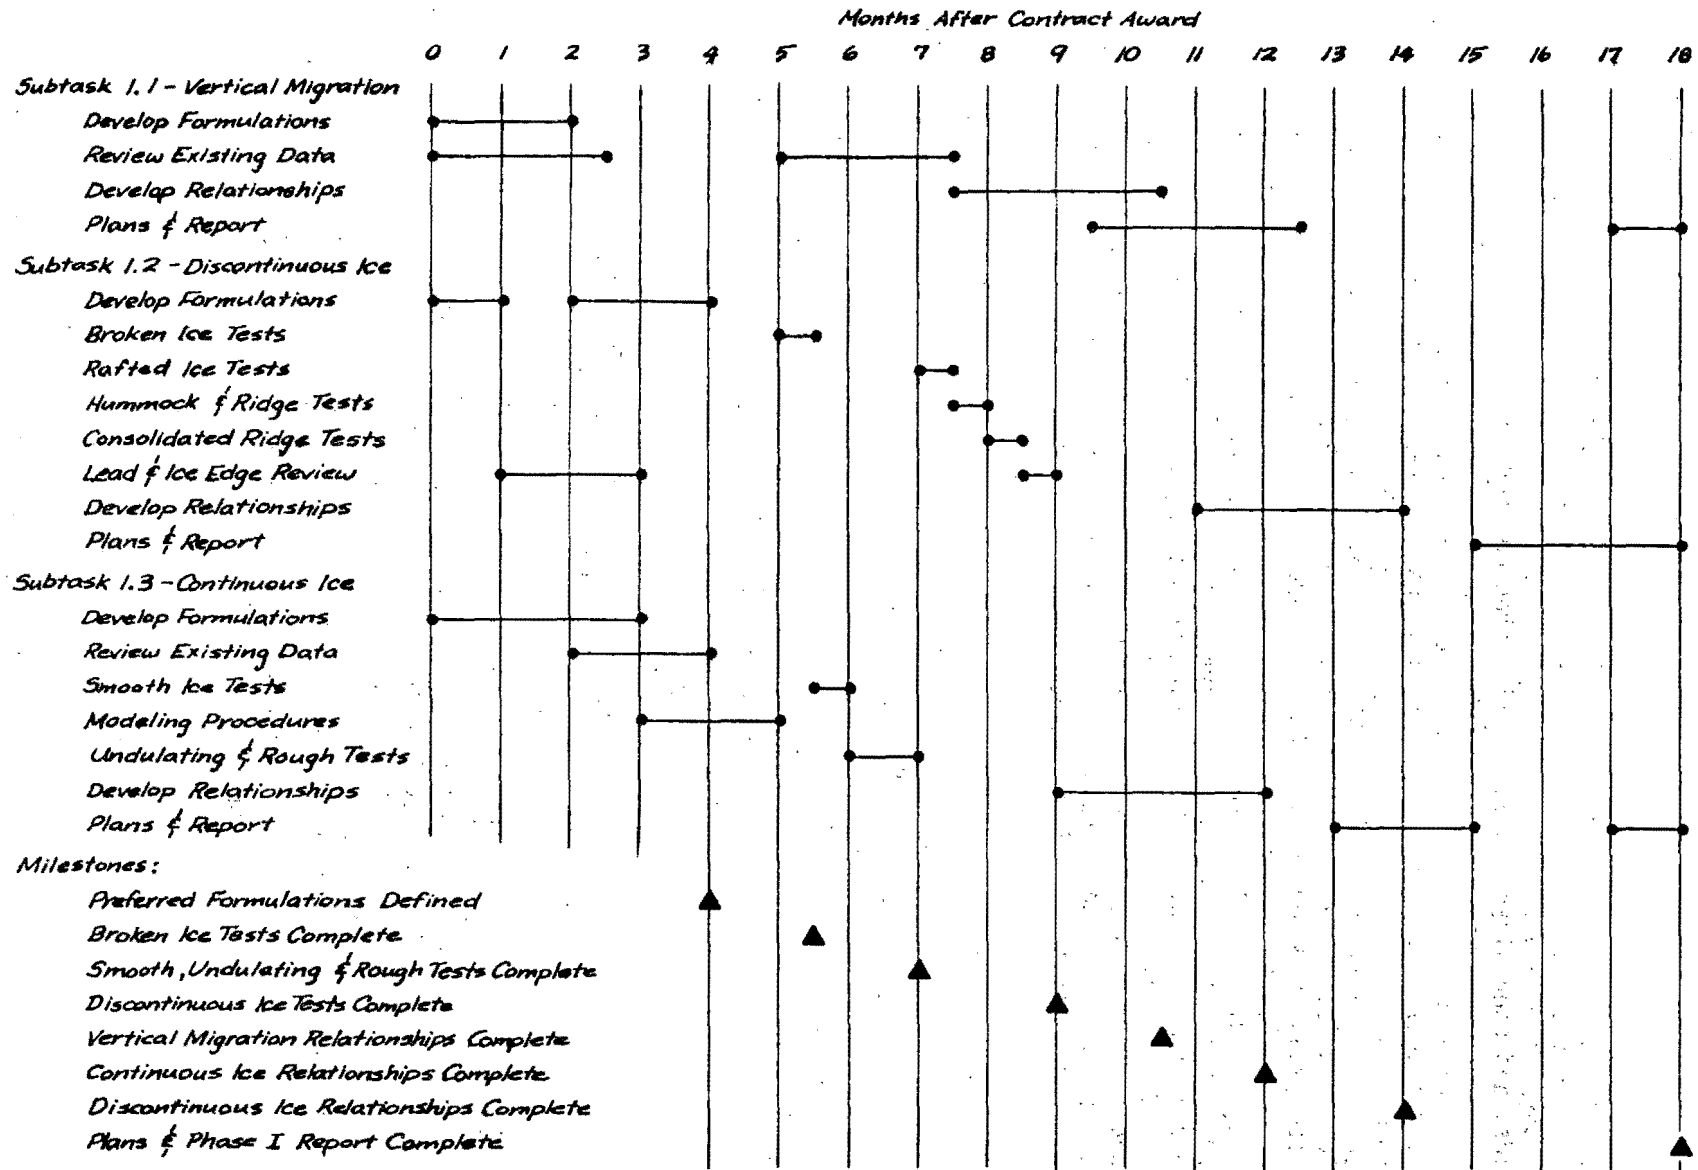 Months After Contract Award
0 1 2 3 4 5 6 7 8 9 10 11 12 13 14 15 16 17 18
Subtask 1.1 - Vertical Migration
Develop Formulations
Review Existing Data
Develop Relationships
Plans & Report
Subtask 1.2 - Discontinuous Ice
Develop Formulations
Broken Ice Tests
Rafted Ice Tests
Hummock & Ridge Tests
Consolidated Ridge Tests
Lead & Ice Edge Review
Develop Relationships
Plans & Report
Subtask 1.3 - Continuous Ice
Develop Formulations
Review Existing Data
Smooth Ice Tests
Modeling Procedures
Undulating & Rough Tests
Develop Relationships
Plans & Report
Milestones:
Preferred Formulations Defined
Broken Ice Tests Complete
Smooth, Undulating & Rough Tests Complete
Discontinuous Ice Tests Complete
Vertical Migration Relationships Complete
Continuous Ice Relationships Complete
Discontinuous Ice Relationships Complete
Plans & Phase I Report Complete